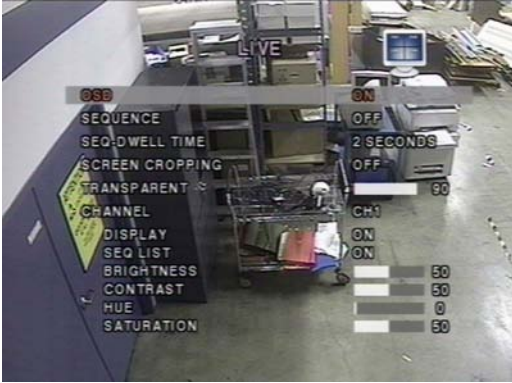 LIVE
OSD ON
SEQUENCE OFF
SEQ-DWELL TIME 2 SECONDS
SCREEN CROPPING OFF
TRANSPARENT 90
CHANNEL CH1
DISPLAY ON
SEQ LIST ON
BRIGHTNESS 50
CONTRAST 50
HUE 0
SATURATION 50